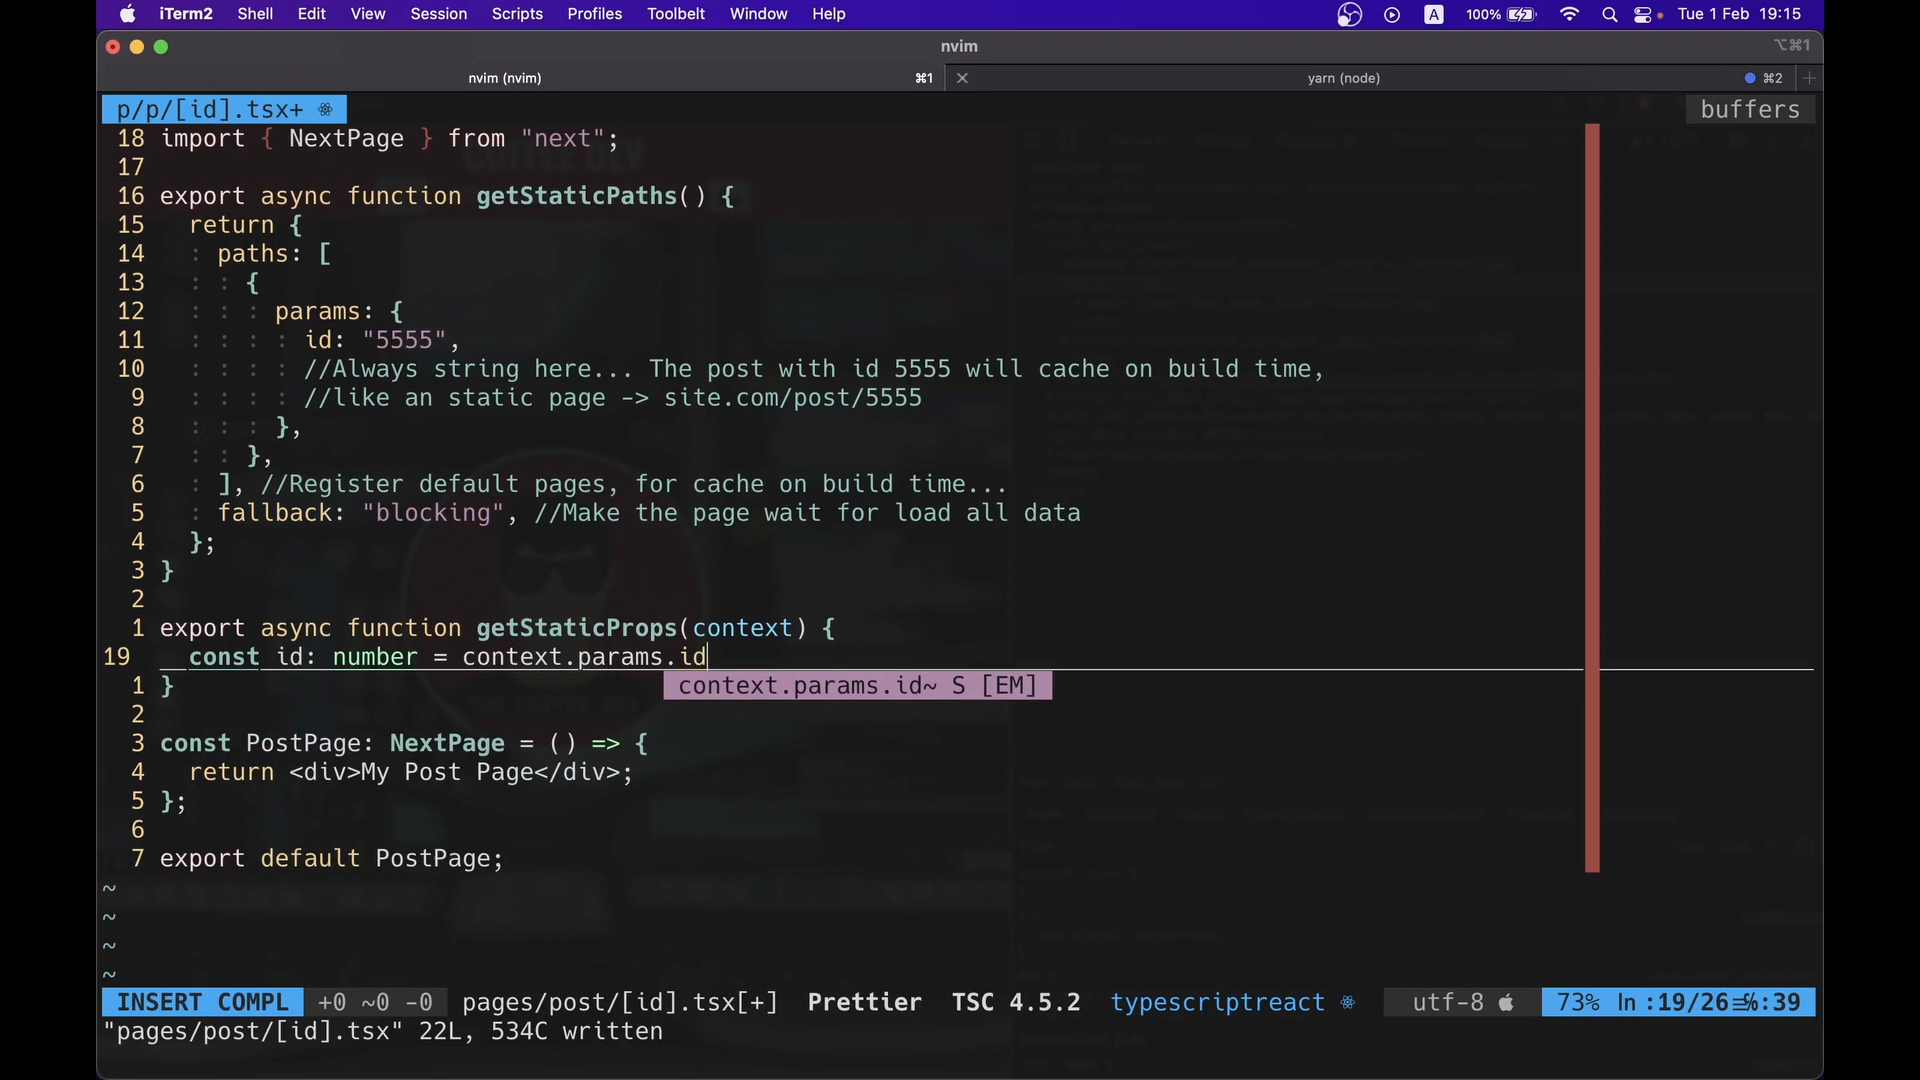 iTerm2 Shell Edit View Session Scripts Profiles Toolbelt Window Help A 100% Tue 1 Feb 19:15
nvim ⌥⌘1
nvim (nvim) ⌘1 yarn (node) ⌘2
p/p/[id].tsx+ buffers
18 import { NextPage } from "next";
17
16 export async function getStaticPaths() {
15 return {
14 paths: [
13 {
12 params: {
11 id: "5555",
10 //Always string here... The post with id 5555 will cache on build time,
9 //like an static page -> site.com/post/5555
8 },
7 },
6 ], //Register default pages, for cache on build time...
5 fallback: "blocking", //Make the page wait for load all data
4 };
3 }
2
1 export async function getStaticProps(context) {
19 const id: number = context.params.id
1 } context.params.id~ S [EM]
2
3 const PostPage: NextPage = () => {
4 return <div>My Post Page</div>;
5 };
6
7 export default PostPage;
~
~
~
~
INSERT COMPL +0 ~0 -0 pages/post/[id].tsx[+] Prettier TSC 4.5.2 typescriptreact utf-8 73% ln :19/26 :39
"pages/post/[id].tsx" 22L, 534C written